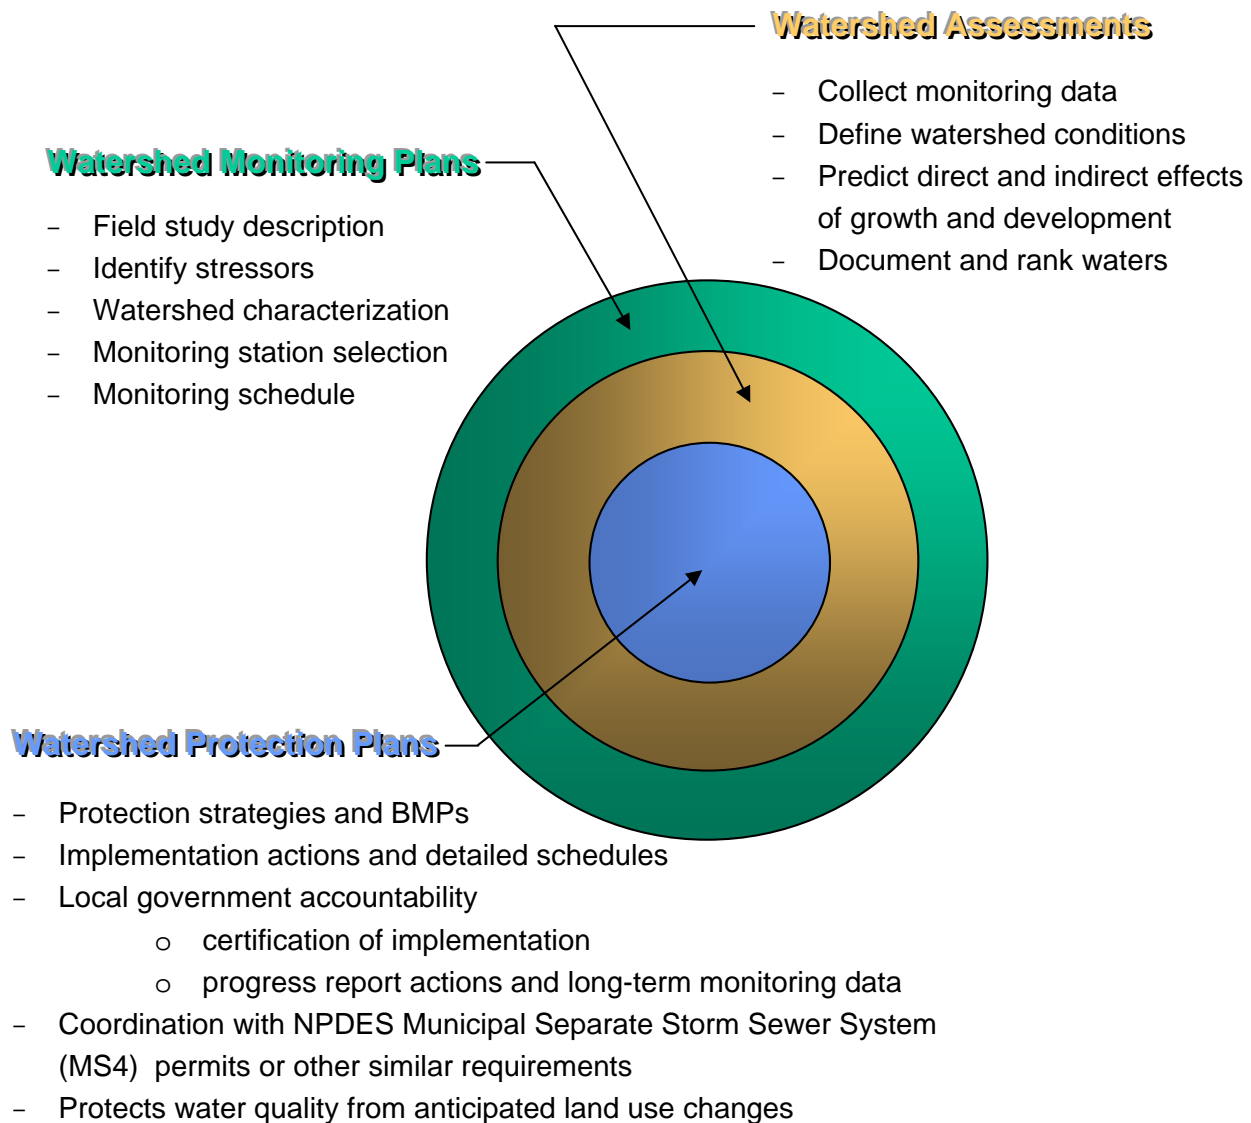 Watershed Assessments
- Collect monitoring data
- Define watershed conditions
- Predict direct and indirect effects
of growth and development
- Document and rank waters
Watershed Monitoring Plans
- Field study description
- Identify stressors
- Watershed characterization
- Monitoring station selection
- Monitoring schedule
Watershed Protection Plans
- Protection strategies and BMPs
- Implementation actions and detailed schedules
- Local government accountability
o certification of implementation
o progress report actions and long-term monitoring data
- Coordination with NPDES Municipal Separate Storm Sewer System
(MS4) permits or other similar requirements
- Protects water quality from anticipated land use changes